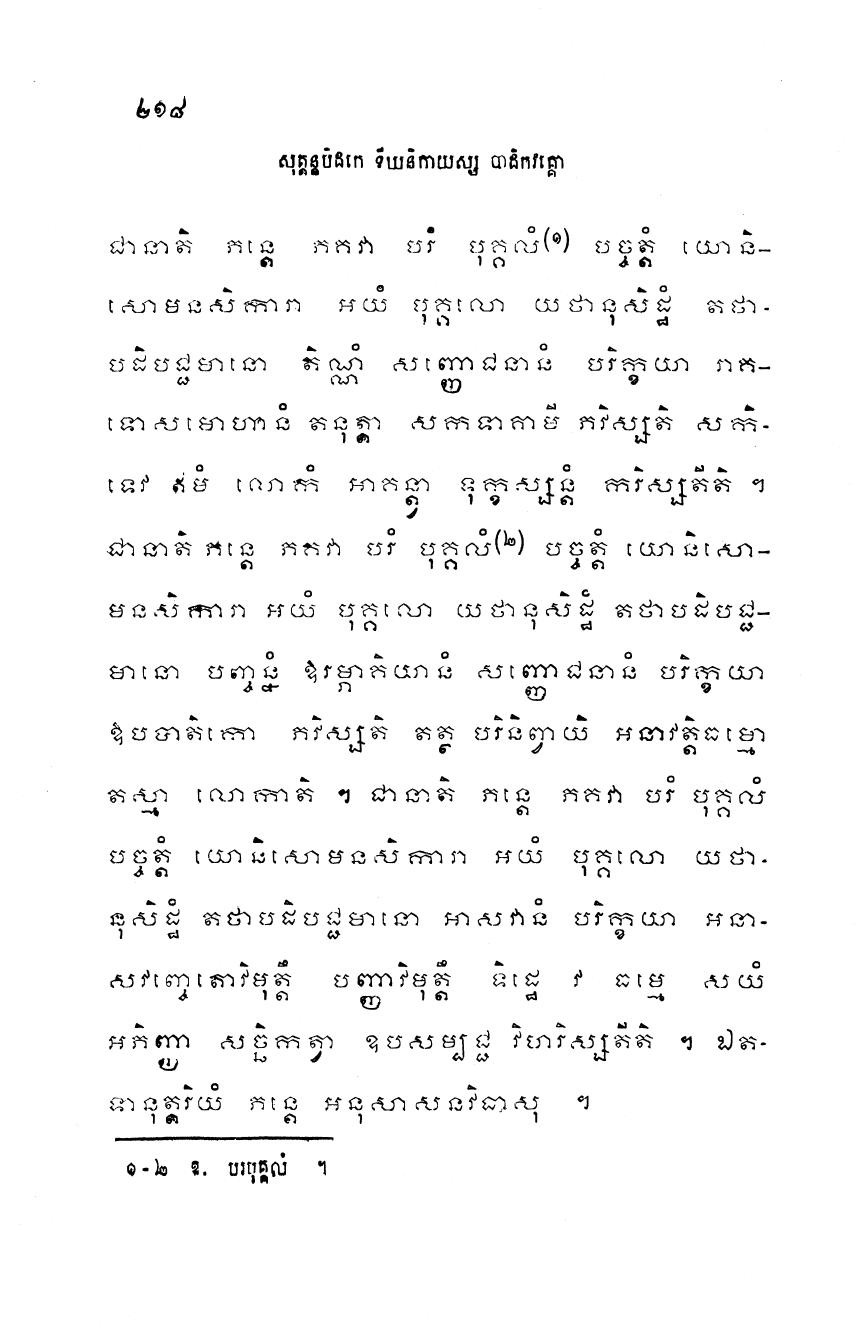 ២១៨
សុត្តន្តបិដកេ ទីឃនិកាយស្ស បាដិកវគ្គោ
ជានាតិ ភន្តេ ភគវា បរំ បុគ្គលំ(១) បច្ចត្តំ យោនិ-
សោមនសិការា អយំ បុគ្គលោ យថានុសិដ្ឋំ តថា-
បដិបជ្ជមានោ តិណ្ណំ សញ្ញោជនានំ បរិក្ខយា រាគ-
ទោសមោហានំ តនុត្តា សកទាគាមី ភវិស្សតិ សកិ-
ទេវ ឥមំ លោកំ អាគន្ត្វា ទុក្ខស្សន្តំ ករិស្សតីតិ ។
ជានាតិ ភន្តេ ភគវា បរំ បុគ្គលំ(២) បច្ចត្តំ យោនិសោ-
មនសិការា អយំ បុគ្គលោ យថានុសិដ្ឋំ តថាបដិបជ្ជ-
មានោ បញ្ចន្នំ ឱរម្ភាគិយានំ សញ្ញោជនានំ បរិក្ខយា
ឱបបាតិកោ ភវិស្សតិ តត្ថ បរិនិព្វាយិ អនាវត្តិធម្មោ
តស្មា លោកាតិ ។ ជានាតិ ភន្តេ ភគវា បរំ បុគ្គលំ
បច្ចត្តំ យោនិសោមនសិការា អយំ បុគ្គលោ យថា-
នុសិដ្ឋំ តថាបដិបជ្ជមានោ អាសវានំ បរិក្ខយា អនា-
សវញ្ចេតោវិមុត្តឹ បញ្ញាវិមុត្តឹ ទិដ្ឋេ វ ធម្មេ សយំ
អភិញ្ញា សច្ឆិកត្វា ឧបសម្បជ្ជ វិហរិស្សតីតិ ។ ឯត-
ទានុត្តរិយំ ភន្តេ អនុសាសនវិធាសុ ។
១-២ ឱ. បរបុគ្គលំ ។